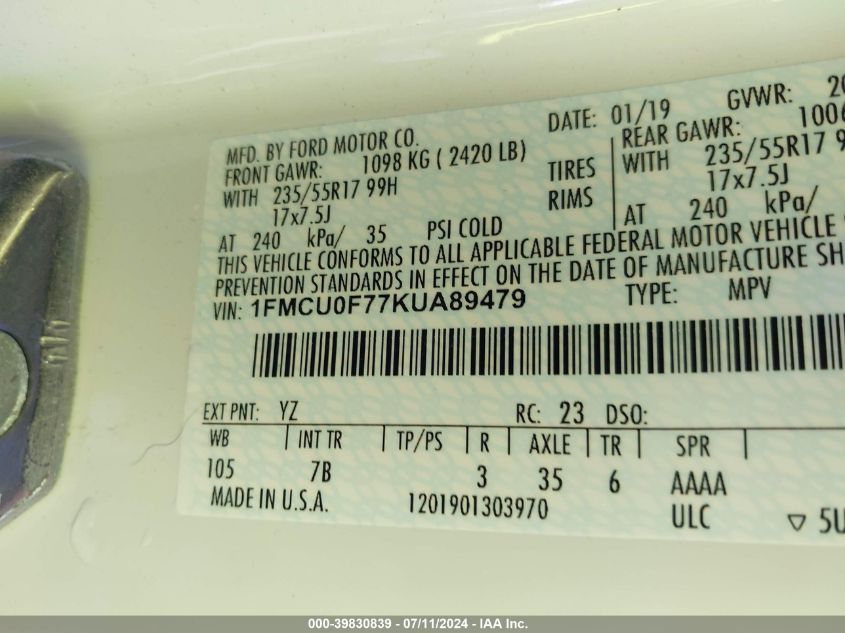 MFD. BY FORD MOTOR CO. DATE: 01/19 GVWR:
FRONT GAWR: 1098 KG ( 2420 LB) REAR GAWR:
WITH 235/55R17 99H TIRES WITH 235/55R17
17x7.5J RIMS 17x7.5J
AT 240 kPa/ 35 PSI COLD AT 240 kPa/
THIS VEHICLE CONFORMS TO ALL APPLICABLE FEDERAL MOTOR VEHICLE
PREVENTION STANDARDS IN EFFECT ON THE DATE OF MANUFACTURE SH
VIN: 1FMCU0F77KUA89479 TYPE: MPV
EXT PNT: YZ RC: 23 DSO:
WB INT TR TP/PS R AXLE TR SPR
105 7B 3 35 6 AAAA
MADE IN U.S.A. 1201901303970 ULC ▽ 5U
000-39830839 - 07/11/2024 - IAA Inc.